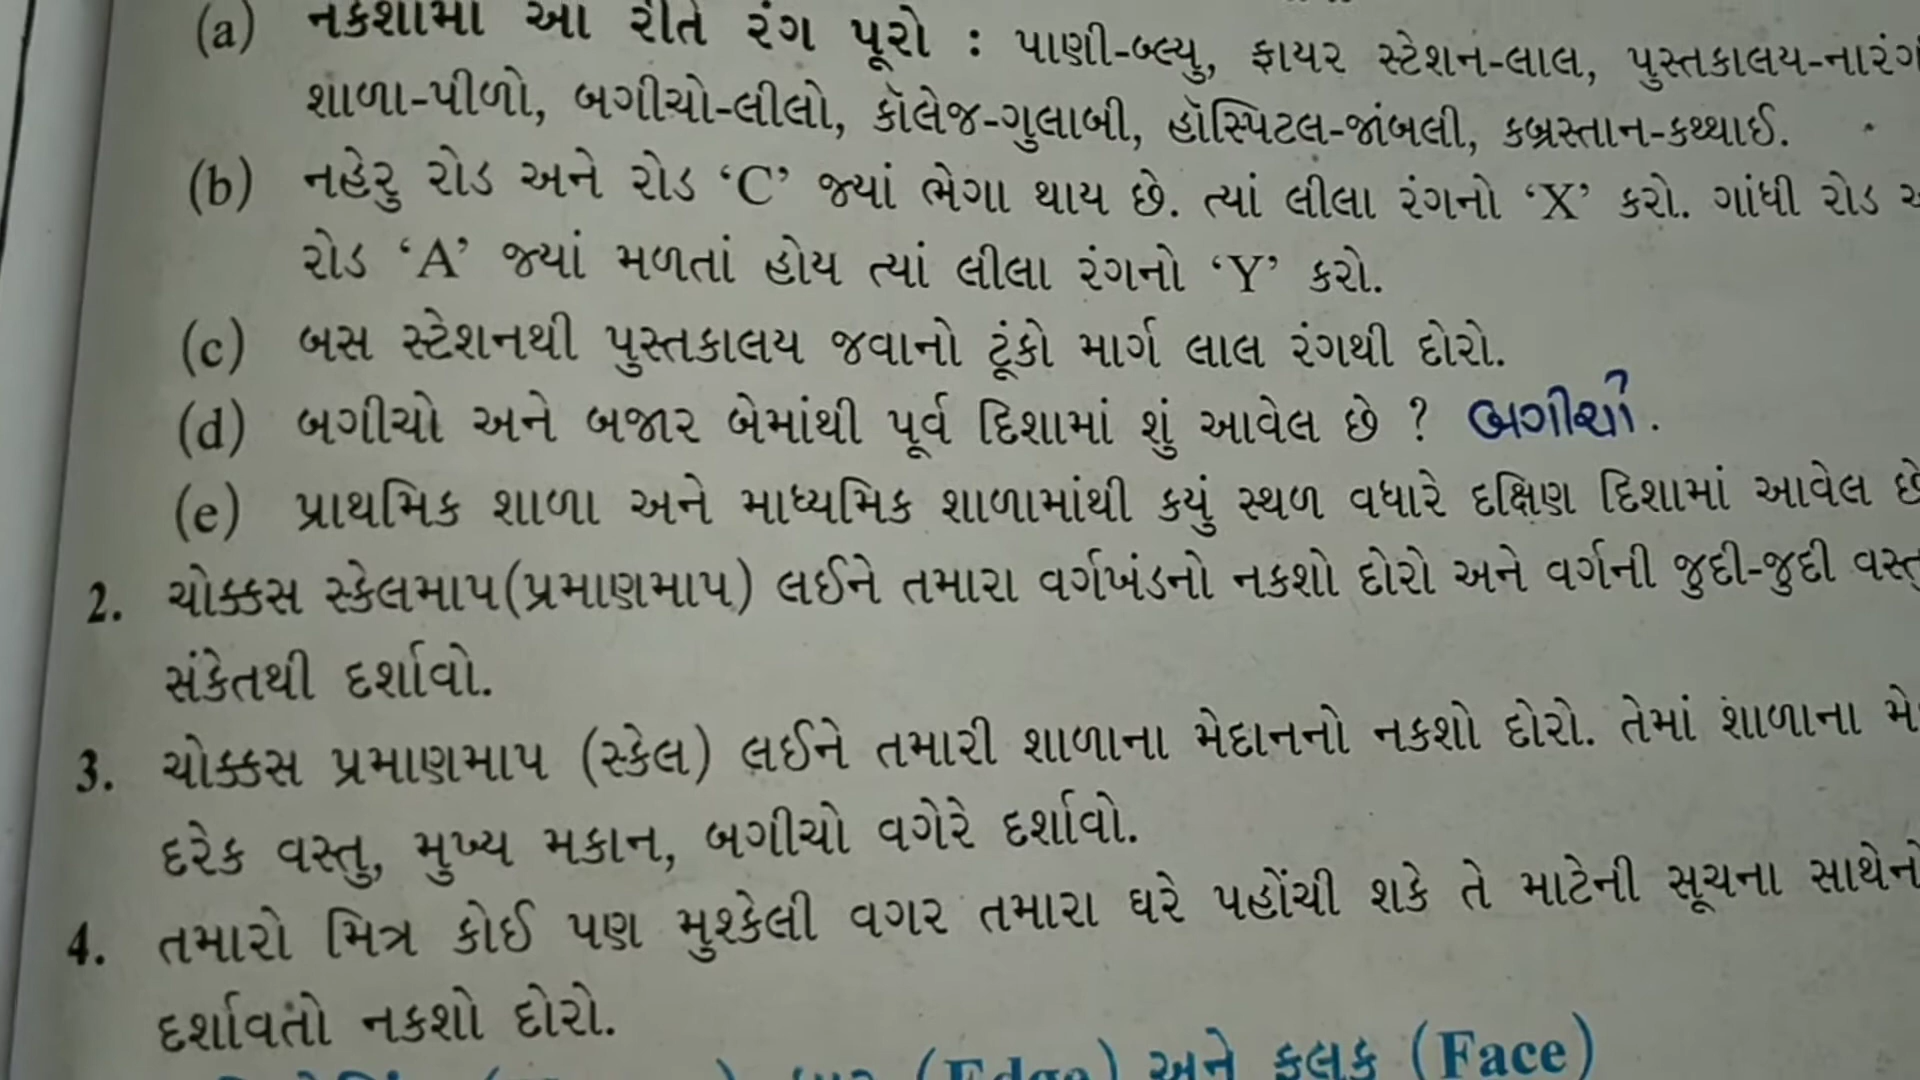 (a) નકશામાં આ રીતે રંગ પૂરો : પાણી-બ્લ્યુ, ફાયર સ્ટેશન-લાલ, પુસ્તકાલય-નારંગ
શાળા-પીળો, બગીચો-લીલો, કૉલેજ-ગુલાબી, હૉસ્પિટલ-જાંબલી, કબ્રસ્તાન-કથ્થાઈ.
(b) નહેરુ રોડ અને રોડ ‘C’ જ્યાં ભેગા થાય છે. ત્યાં લીલા રંગનો ‘X’ કરો. ગાંધી રોડ
રોડ ‘A’ જ્યાં મળતાં હોય ત્યાં લીલા રંગનો ‘Y’ કરો.
(c) બસ સ્ટેશનથી પુસ્તકાલય જવાનો ટૂંકો માર્ગ લાલ રંગથી દોરો.
(d) બગીચો અને બજાર બેમાંથી પૂર્વ દિશામાં શું આવેલ છે ? બગીચો.
(e) પ્રાથમિક શાળા અને માધ્યમિક શાળામાંથી કયું સ્થળ વધારે દક્ષિણ દિશામાં આવેલ છે
2. ચોક્કસ સ્કેલમાપ(પ્રમાણમાપ) લઈને તમારા વર્ગખંડનો નકશો દોરો અને વર્ગની જુદી-જુદી વસ્તુ
સંકેતથી દર્શાવો.
3. ચોક્કસ પ્રમાણમાપ (સ્કેલ) લઈને તમારી શાળાના મેદાનનો નકશો દોરો. તેમાં શાળાના મે
દરેક વસ્તુ, મુખ્ય મકાન, બગીચો વગેરે દર્શાવો.
4. તમારો મિત્ર કોઈ પણ મુશ્કેલી વગર તમારા ઘરે પહોંચી શકે તે માટેની સૂચના સાથેનો
દર્શાવતો નકશો દોરો.
(Edge) અને ફલક (Face)